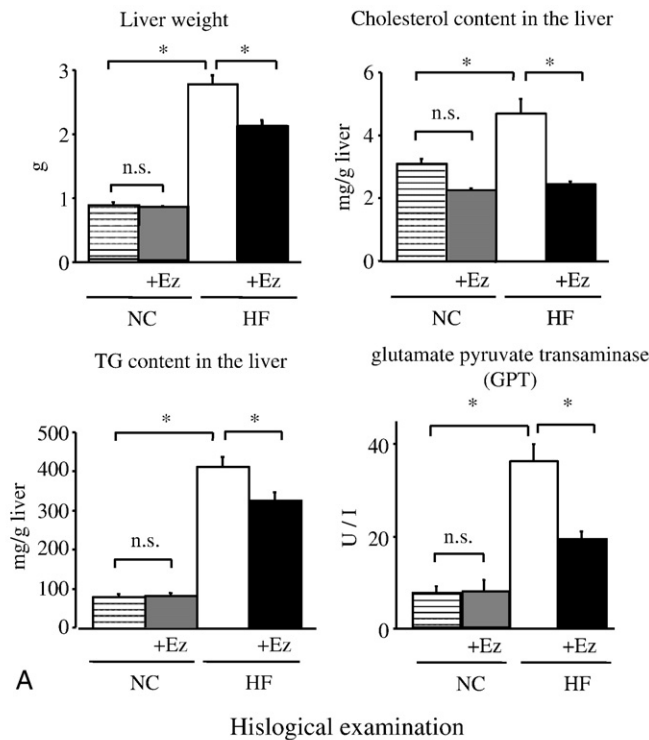 Liver weight
* *
3
2
1
0
g
n.s.
+Ez +Ez
NC HF
Cholesterol content in the liver
* *
6
4
2
0
mg/g liver
n.s.
+Ez +Ez
NC HF
TG content in the liver
* *
500
400
300
200
100
0
mg/g liver
n.s.
+Ez +Ez
NC HF
glutamate pyruvate transaminase
(GPT)
* *
40
20
0
U / I
n.s.
+Ez +Ez
NC HF
A
Hislogical examination